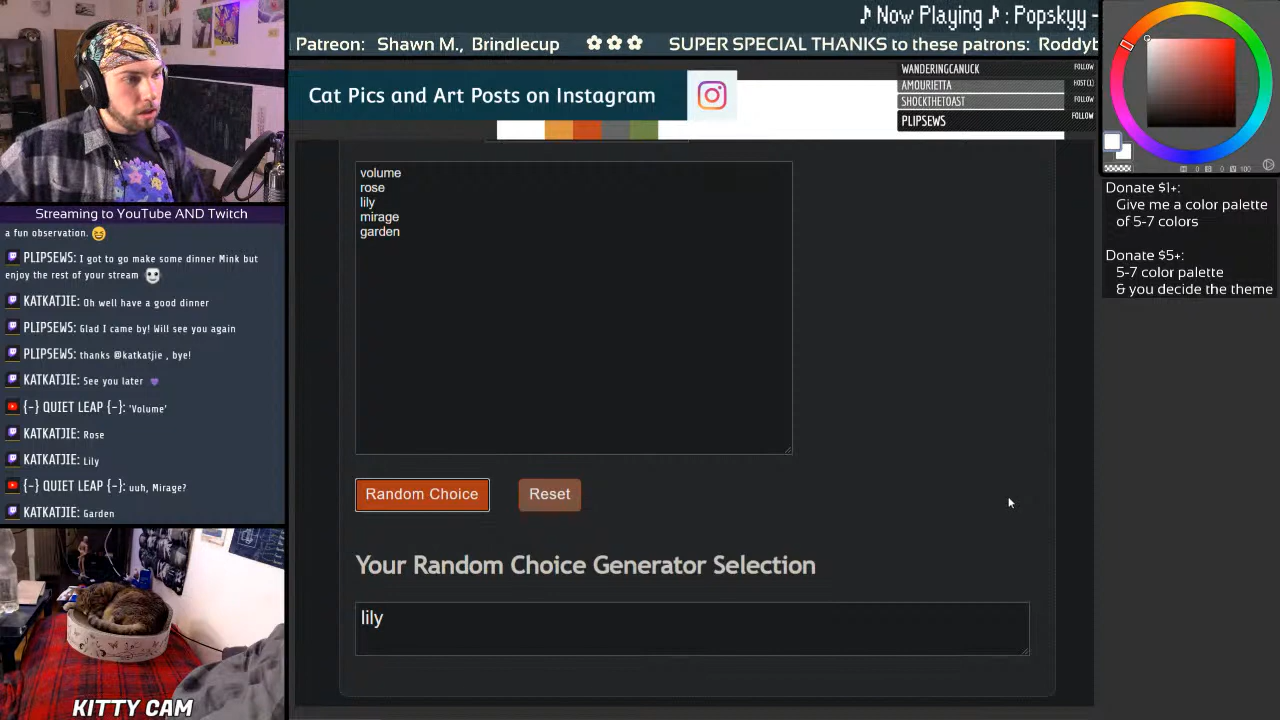 ♪ Now Playing ♪ : Popskyy -
Patreon: Shawn M., Brindlecup ✿ ✿ ✿ SUPER SPECIAL THANKS to these patrons: Roddyb
Cat Pics and Art Posts on Instagram
WANDERINGCANUCK FOLLOW
AMOURIETTA HOST(1)
SHOCKTHETOAST FOLLOW
PLIPSEWS FOLLOW
Donate $1+:
Give me a color palette
of 5-7 colors
Donate $5+:
5-7 color palette
& you decide the theme
Streaming to YouTube AND Twitch
a fun observation. 😆
PLIPSEWS: I got to go make some dinner Mink but
enjoy the rest of your stream
KATKATJIE: Oh well have a good dinner
PLIPSEWS: Glad I came by! Will see you again
PLIPSEWS: thanks @katkatjie , bye!
KATKATJIE: See you later 💜
{-} QUIET LEAP {-}: 'Volume'
KATKATJIE: Rose
KATKATJIE: Lily
{-} QUIET LEAP {-}: uuh, Mirage?
KATKATJIE: Garden
volume
rose
lily
mirage
garden
Random Choice
Reset
Your Random Choice Generator Selection
lily
KITTY CAM